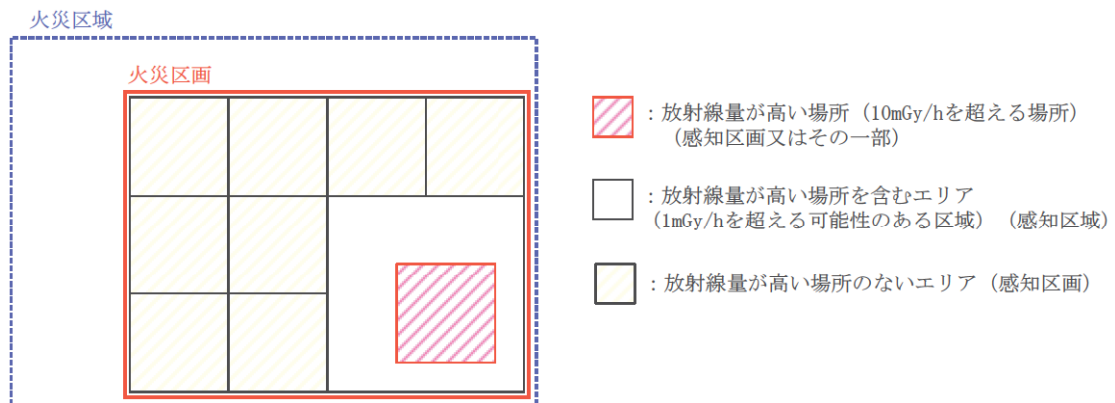 火災区域
火災区画
：放射線量が高い場所（10mGy/hを超える場所）
（感知区画又はその一部）
：放射線量が高い場所を含むエリア
（1mGy/hを超える可能性のある区域）（感知区域）
：放射線量が高い場所のないエリア（感知区画）